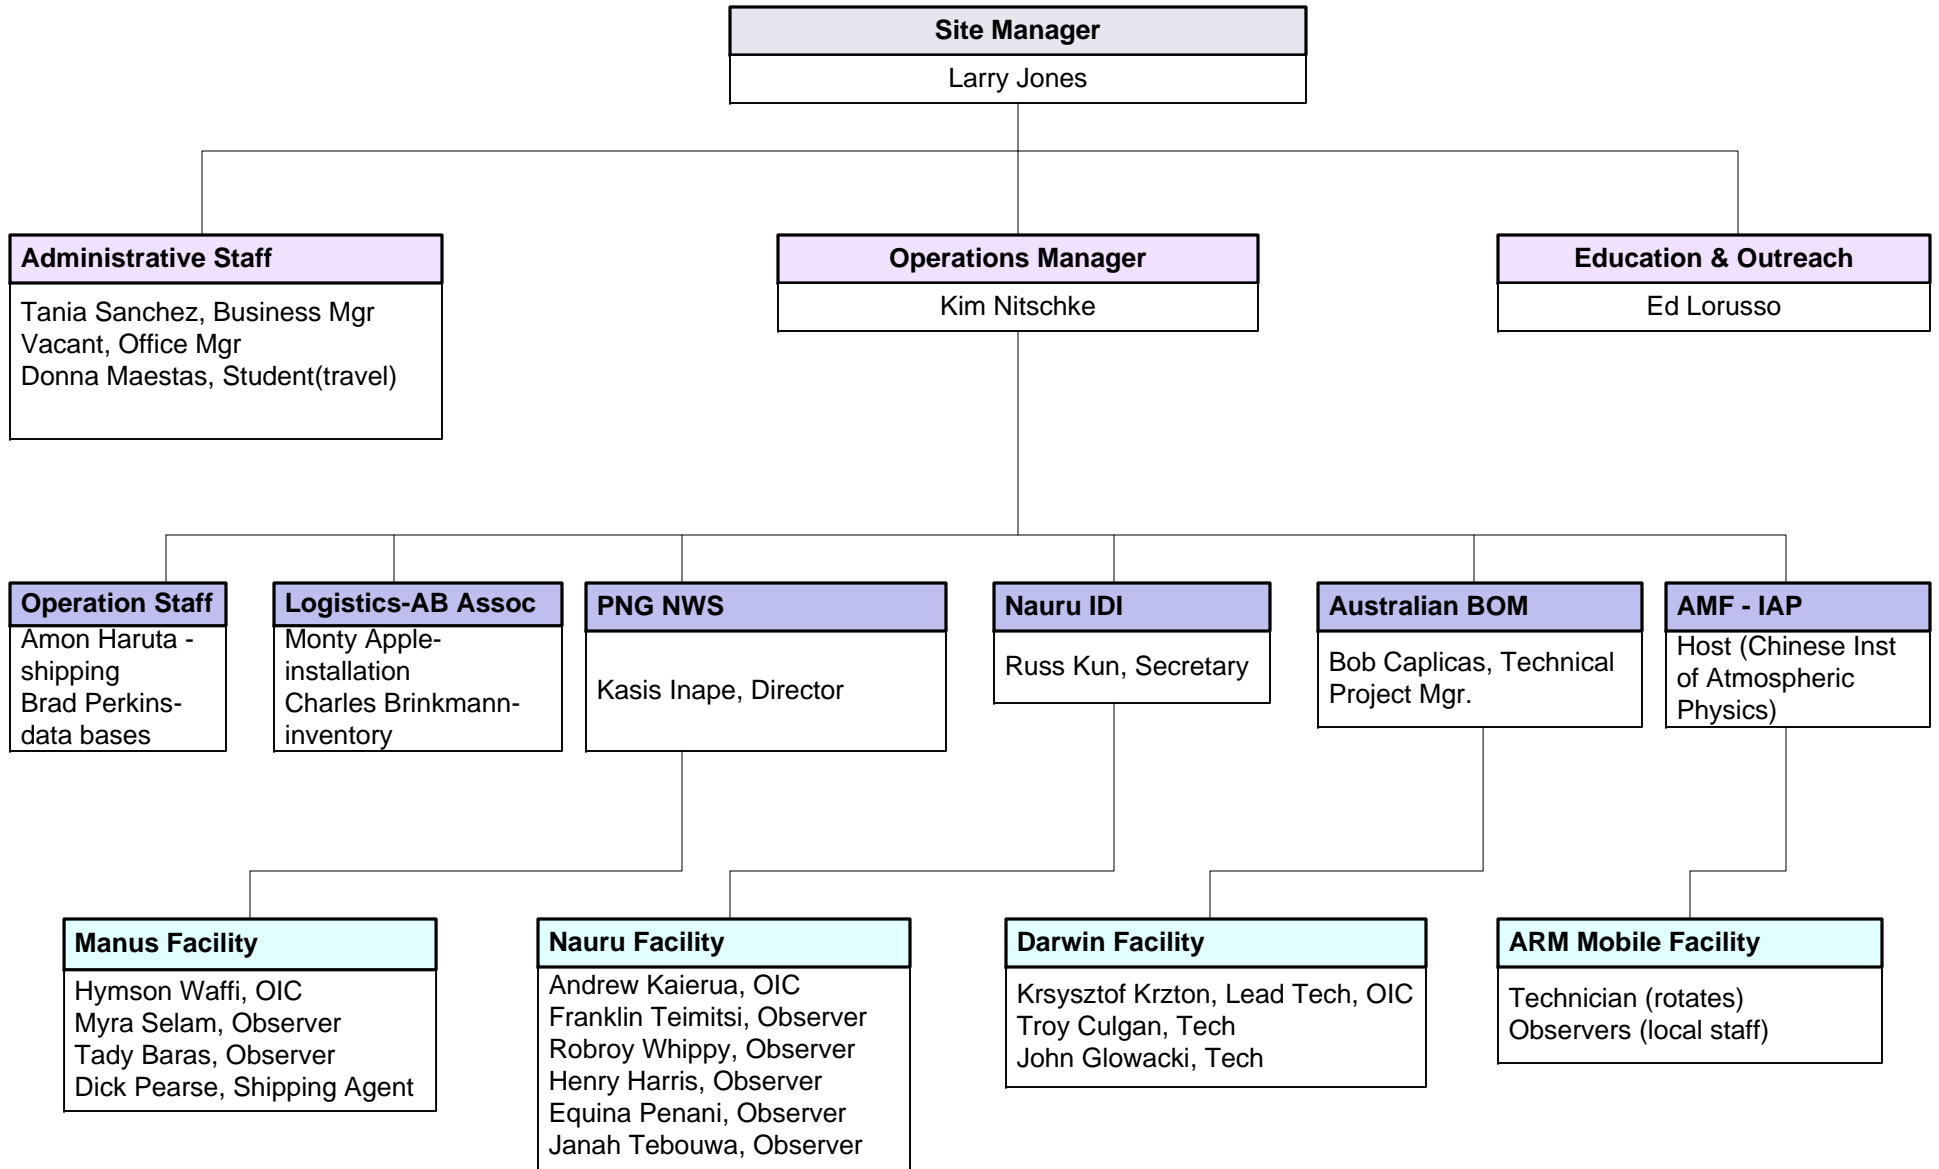 Site Manager
Larry Jones
Administrative Staff
Tania Sanchez, Business Mgr
Vacant, Office Mgr
Donna Maestas, Student(travel)
Operations Manager
Kim Nitschke
Education & Outreach
Ed Lorusso
Operation Staff
Amon Haruta -
shipping
Brad Perkins-
data bases
Logistics-AB Assoc
Monty Apple-
installation
Charles Brinkmann-
inventory
PNG NWS
Kasis Inape, Director
Nauru IDI
Russ Kun, Secretary
Australian BOM
Bob Caplicas, Technical
Project Mgr.
AMF - IAP
Host (Chinese Inst
of Atmospheric
Physics)
Manus Facility
Hymson Waffi, OIC
Myra Selam, Observer
Tady Baras, Observer
Dick Pearse, Shipping Agent
Nauru Facility
Andrew Kaierua, OIC
Franklin Teimitsi, Observer
Robroy Whippy, Observer
Henry Harris, Observer
Equina Penani, Observer
Janah Tebouwa, Observer
Darwin Facility
Krsysztof Krzton, Lead Tech, OIC
Troy Culgan, Tech
John Glowacki, Tech
ARM Mobile Facility
Technician (rotates)
Observers (local staff)